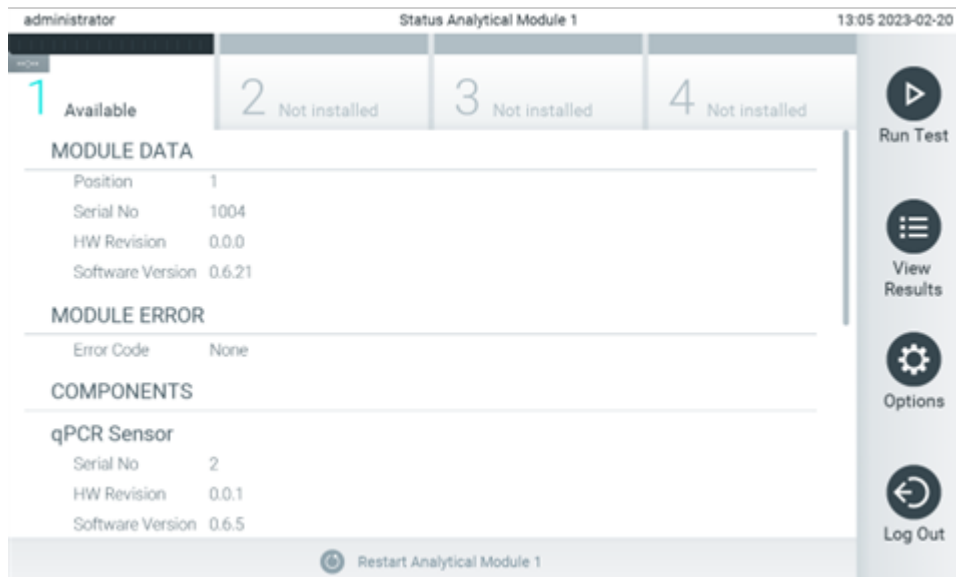 administrator Status Analytical Module 1 13:05 2023-02-20
--:--
1 Available 2 Not installed 3 Not installed 4 Not installed
Run Test
MODULE DATA
Position 1
Serial No 1004
HW Revision 0.0.0
Software Version 0.6.21
View
Results
MODULE ERROR
Error Code None
Options
COMPONENTS
qPCR Sensor
Serial No 2
HW Revision 0.0.1
Software Version 0.6.5
Log Out
Restart Analytical Module 1